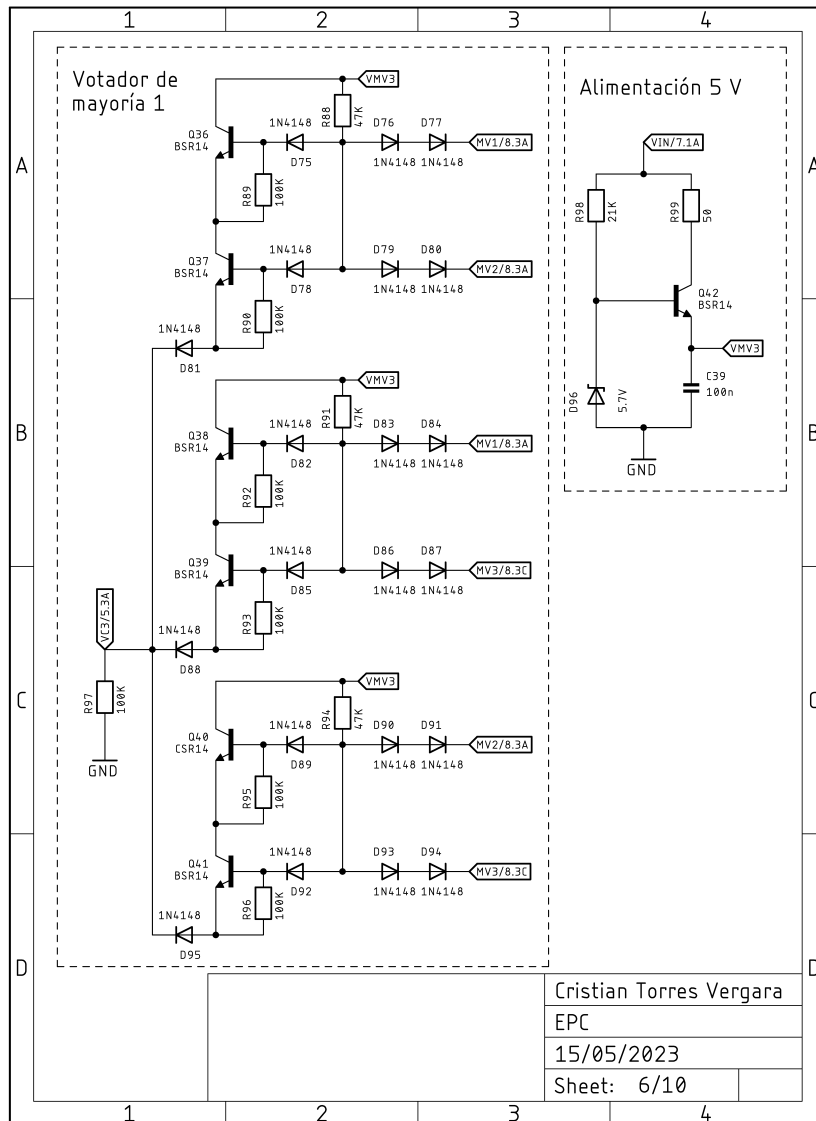 1
2
3
4
A
A
B
B
C
C
D
D
Votador de
mayoría 1
VMV3
R88
47K
Q36
BSR14
1N4148
D75
D76
1N4148
D77
1N4148
MV1/8.3A
R89
100K
Q37
BSR14
1N4148
D78
D79
1N4148
D80
1N4148
MV2/8.3A
R90
100K
1N4148
D81
VMV3
R91
47K
Q38
BSR14
1N4148
D82
D83
1N4148
D84
1N4148
MV1/8.3A
R92
100K
Q39
BSR14
1N4148
D85
D86
1N4148
D87
1N4148
MV3/8.3C
R93
100K
1N4148
D88
VC3/5.3A
R97
100K
GND
VMV3
R94
47K
Q40
CSR14
1N4148
D89
D90
1N4148
D91
1N4148
MV2/8.3A
R95
100K
Q41
BSR14
1N4148
D92
D93
1N4148
D94
1N4148
MV3/8.3C
R96
100K
1N4148
D95
Alimentación 5 V
VIN/7.1A
R98
21K
R99
50
Q42
BSR14
VMV3
D96
5.7V
C39
100n
GND
Cristian Torres Vergara
EPC
15/05/2023
Sheet: 6/10
1
2
3
4